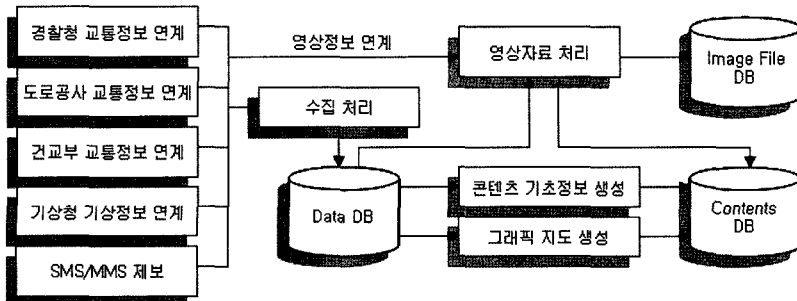 경찰청 교통정보 연계
도로공사 교통정보 연계
건교부 교통정보 연계
기상청 기상정보 연계
SMS/MMS 제보
영상정보 연계
수집 처리
Data DB
영상자료 처리
콘텐츠 기초정보 생성
그래픽 지도 생성
Image File
DB
Contents
DB